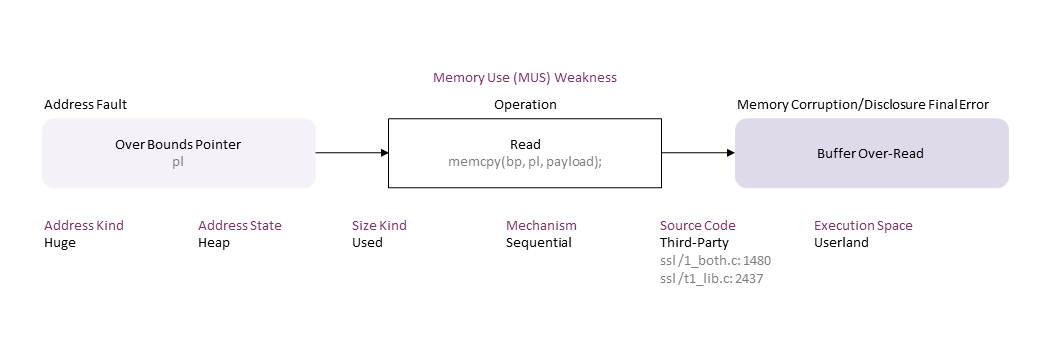 Memory Use (MUS) Weakness
Address Fault
Operation
Memory Corruption/Disclosure Final Error
Over Bounds Pointer
pl
Read
memcpy(bp, pl, payload);
Buffer Over-Read
Address Kind
Huge
Address State
Heap
Size Kind
Used
Mechanism
Sequential
Source Code
Third-Party
ssl /1_both.c: 1480
ssl /t1_lib.c: 2437
Execution Space
Userland